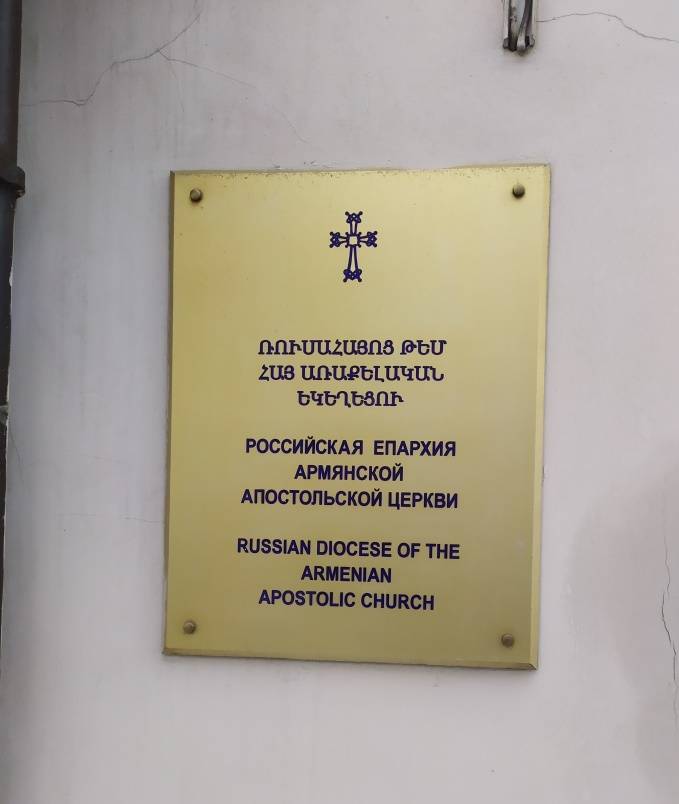 ՌՈՒՍԱՀԱՅՈՑ ԹԵՄ
ՀԱՅ ԱՌԱՔԵԼԱԿԱՆ
ԵԿԵՂԵՑՈՒ
РОССИЙСКАЯ ЕПАРХИЯ
АРМЯНСКОЙ
АПОСТОЛЬСКОЙ ЦЕРКВИ
RUSSIAN DIOCESE OF THE
ARMENIAN
APOSTOLIC CHURCH